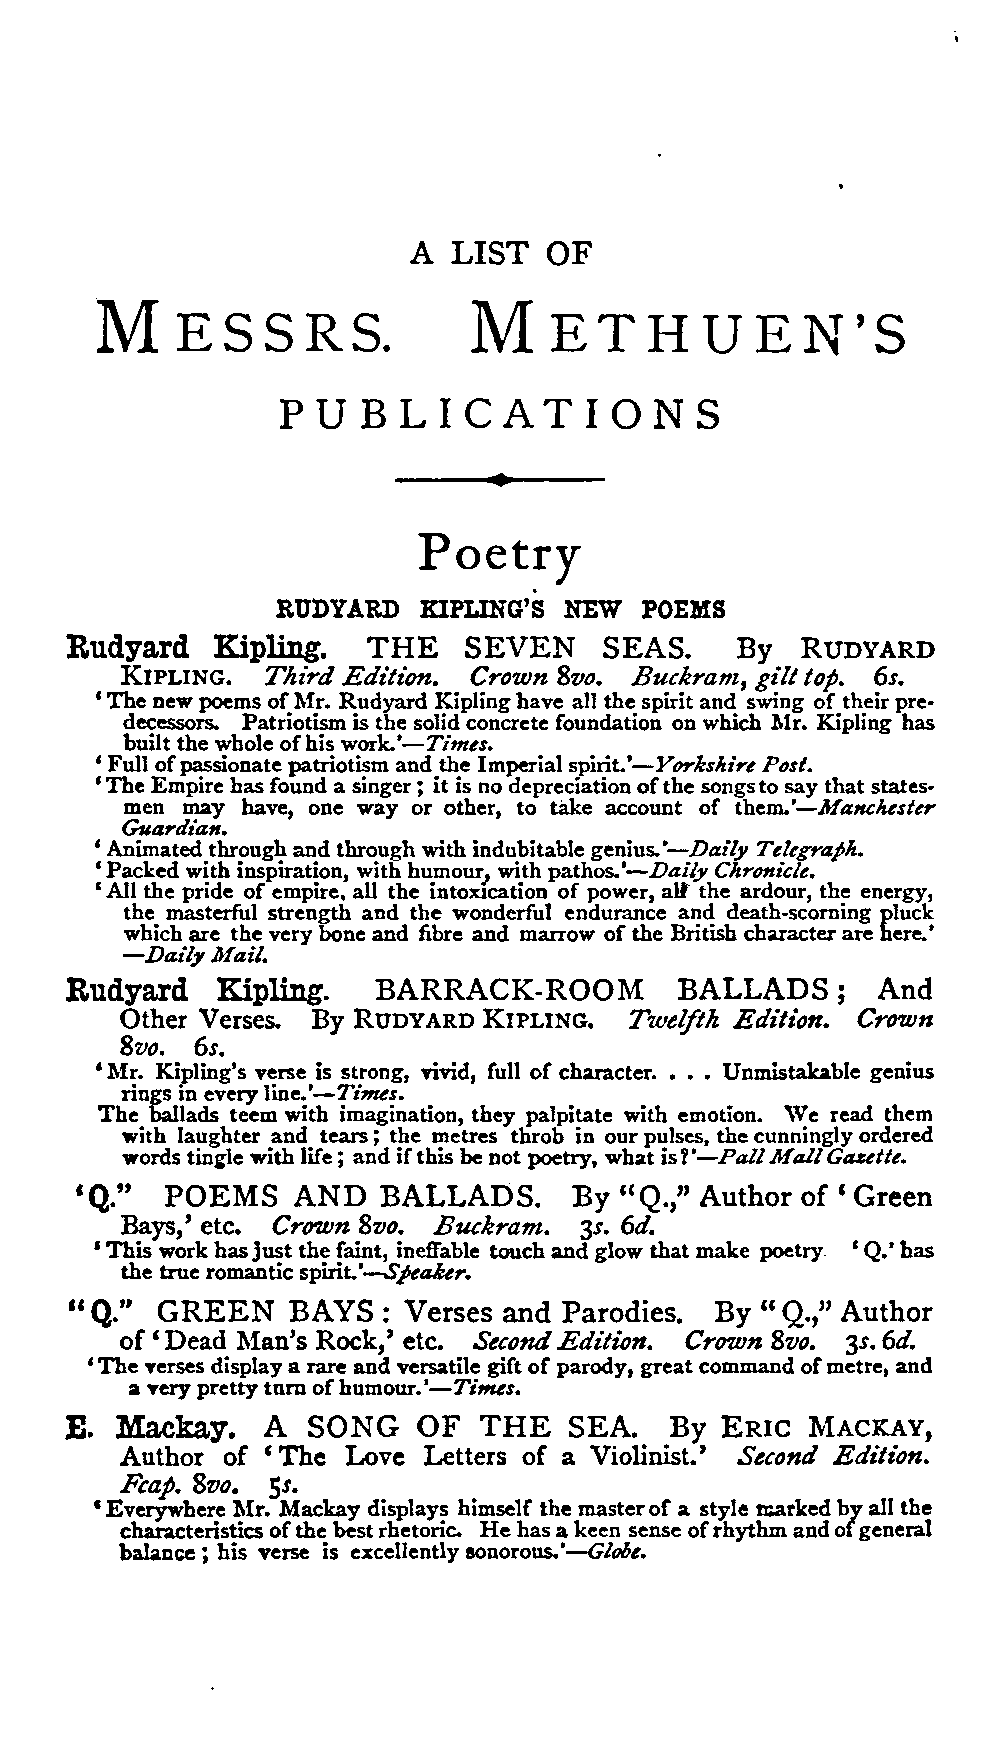 A LIST OF
MESSRS. METHUEN'S
PUBLICATIONS
Poetry
RUDYARD KIPLING'S NEW POEMS
Rudyard Kipling. THE SEVEN SEAS. By RUDYARD
KIPLING. Third Edition. Crown 8vo. Buckram, gilt top. 6s.
‘The new poems of Mr. Rudyard Kipling have all the spirit and swing of their pre-
decessors. Patriotism is the solid concrete foundation on which Mr. Kipling has
built the whole of his work.’—Times.
‘Full of passionate patriotism and the Imperial spirit.’—Yorkshire Post.
‘The Empire has found a singer; it is no depreciation of the songs to say that states-
men may have, one way or other, to take account of them.’—Manchester
Guardian.
‘Animated through and through with indubitable genius.’—Daily Telegraph.
‘Packed with inspiration, with humour, with pathos.’—Daily Chronicle.
‘All the pride of empire, all the intoxication of power, all the ardour, the energy,
the masterful strength and the wonderful endurance and death-scorning pluck
which are the very bone and fibre and marrow of the British character are here.’
—Daily Mail.
Rudyard Kipling. BARRACK-ROOM BALLADS; And
Other Verses. By RUDYARD KIPLING. Twelfth Edition. Crown
8vo. 6s.
‘Mr. Kipling's verse is strong, vivid, full of character. . . . Unmistakable genius
rings in every line.’—Times.
The ballads teem with imagination, they palpitate with emotion. We read them
with laughter and tears; the metres throb in our pulses, the cunningly ordered
words tingle with life; and if this be not poetry, what is?’—Pall Mall Gazette.
‘Q.” POEMS AND BALLADS. By “Q.,” Author of ‘Green
Bays,’ etc. Crown 8vo. Buckram. 3s. 6d.
‘This work has just the faint, ineffable touch and glow that make poetry ‘Q.’ has
the true romantic spirit.’—Speaker.
“Q.” GREEN BAYS: Verses and Parodies. By “Q.,” Author
of ‘Dead Man's Rock,’ etc. Second Edition. Crown 8vo. 3s. 6d.
‘The verses display a rare and versatile gift of parody, great command of metre, and
a very pretty turn of humour.’—Times.
E. Mackay. A SONG OF THE SEA. By ERIC MACKAY,
Author of ‘The Love Letters of a Violinist.’ Second Edition.
Fcap. 8vo. 5s.
‘Everywhere Mr. Mackay displays himself the master of a style marked by all the
characteristics of the best rhetoric. He has a keen sense of rhythm and of general
balance; his verse is excellently sonorous.’—Globe.